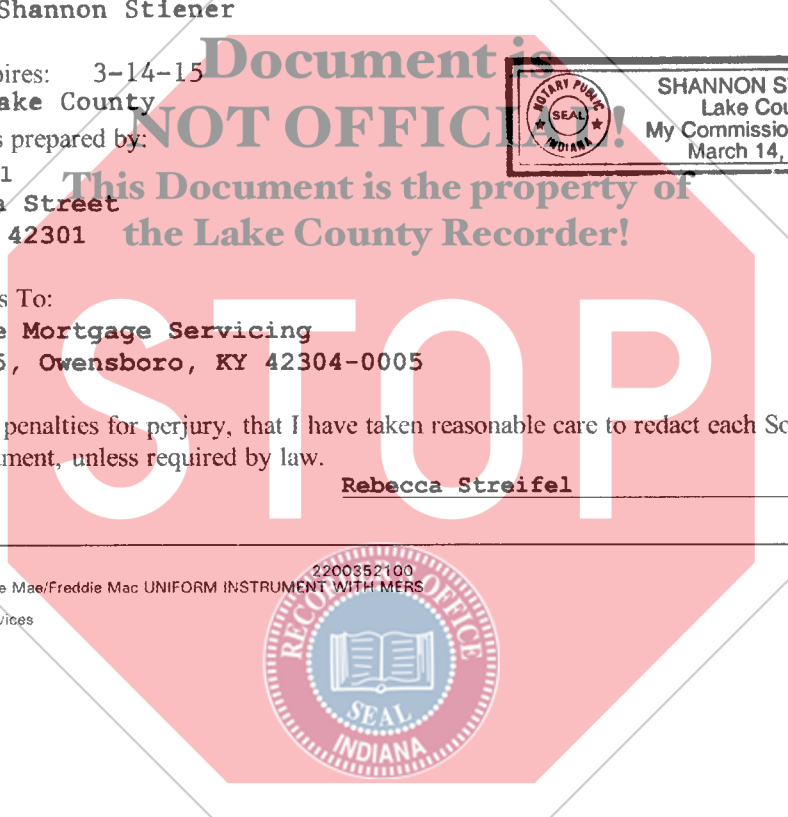 Shannon Stiener
Document is
pires: 3-14-15
ake County
NOT OFFICIAL!
s prepared by:
NOTARY PUBLIC
SEAL
INDIANA
SHANNON S
Lake Cou
My Commissio
March 14,
l
This Document is the property of
a Street
42301
the Lake County Recorder!
s To:
e Mortgage Servicing
5, Owensboro, KY 42304-0005
STOP
penalties for perjury, that I have taken reasonable care to redact each So
ment, unless required by law.
Rebecca Streifel
2200352100
e Mae/Freddie Mac UNIFORM INSTRUMENT WITH MERS
vices
OFFICE
SEAL
INDIANA